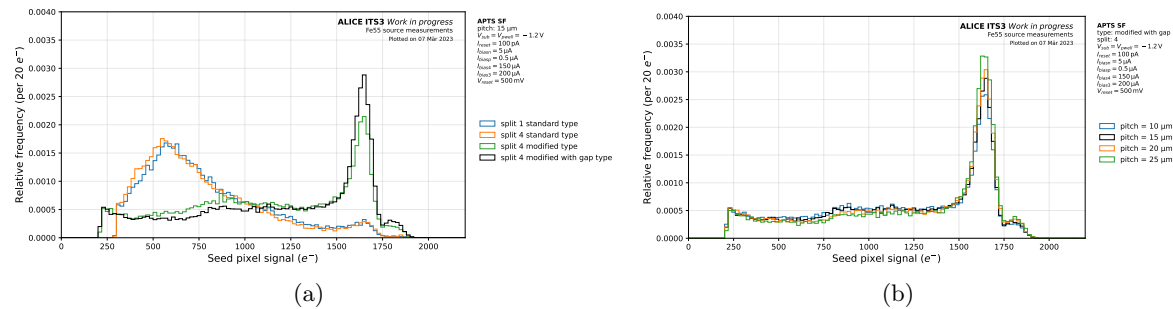 ALICE ITS3 Work in progress
Fe55 source measurements
Plotted on 07 Mär 2023
APTS SF
pitch: 15 μm
V_sub = V_pwell = −1.2 V
I_reset = 100 pA
I_biasn = 5 μA
I_biasp = 0.5 μA
I_bias4 = 150 μA
I_bias3 = 200 μA
V_reset = 500 mV
split 1 standard type
split 4 standard type
split 4 modified type
split 4 modified with gap type
Relative frequency (per 20 e⁻)
0.0040
0.0035
0.0030
0.0025
0.0020
0.0015
0.0010
0.0005
0.0000
0 250 500 750 1000 1250 1500 1750 2000
Seed pixel signal (e⁻)
(a)
ALICE ITS3 Work in progress
Fe55 source measurements
Plotted on 07 Mär 2023
APTS SF
type: modified with gap
split: 4
V_sub = V_pwell = −1.2 V
I_reset = 100 pA
I_biasn = 5 μA
I_biasp = 0.5 μA
I_bias4 = 150 μA
I_bias3 = 200 μA
V_reset = 500 mV
pitch = 10 μm
pitch = 15 μm
pitch = 20 μm
pitch = 25 μm
Relative frequency (per 20 e⁻)
0.0040
0.0035
0.0030
0.0025
0.0020
0.0015
0.0010
0.0005
0.0000
0 250 500 750 1000 1250 1500 1750 2000
Seed pixel signal (e⁻)
(b)